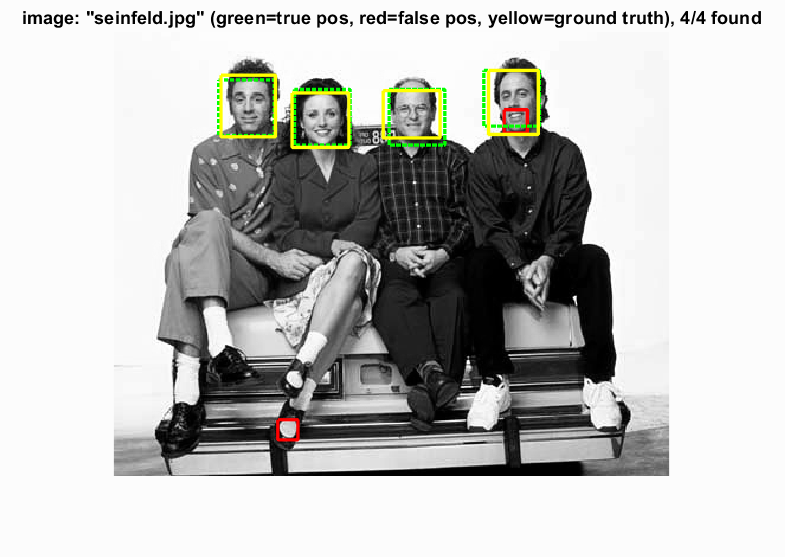 image: "seinfeld.jpg" (green=true pos, red=false pos, yellow=ground truth), 4/4 found